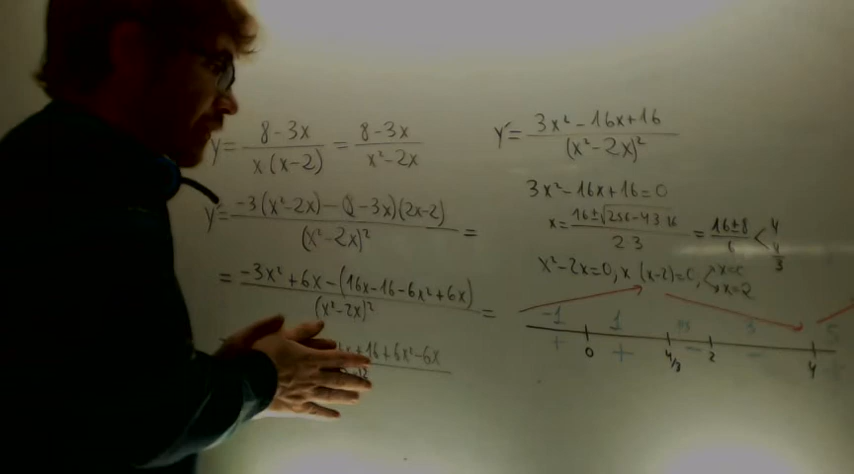 y = (8-3x)/(x(x-2)) = (8-3x)/(x²-2x)
y' = (-3(x²-2x)-(8-3x)(2x-2))/((x²-2x)²) =
= (-3x²+6x-(16x-16-6x²+6x))/((x²-2x)²) =
x+16+6x²-6x
y' = (3x²-16x+16)/((x²-2x)²)
3x²-16x+16=0
x = (16±√256-4·3·16)/(2·3) = (16±8)/6 < 4, 4/3
x²-2x=0, x(x-2)=0, x=0, x=2
-1 1 3 5
+ + - -
0 4/3 2 4